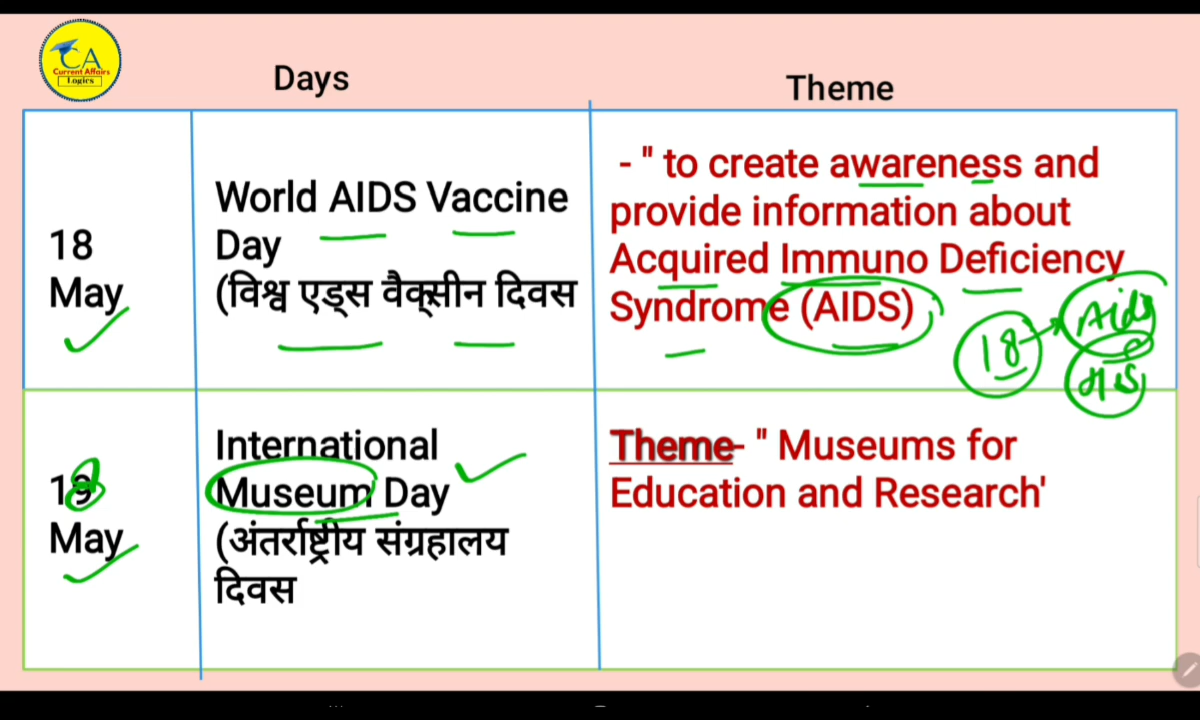 CA
Current Affairs
Logics
Days
Theme
18
May
World AIDS Vaccine
Day
(विश्व एड्स वैक्सीन दिवस
- " to create awareness and
provide information about
Acquired Immuno Deficiency
Syndrome (AIDS)
18
Aids
19
May
International
Museum Day
(अंतर्राष्ट्रीय संग्रहालय
दिवस
Theme- " Museums for
Education and Research'